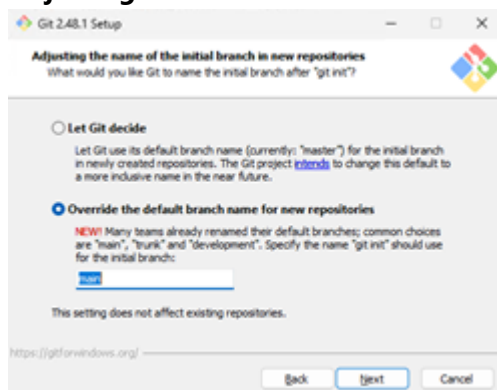 Git 2.48.1 Setup
Adjusting the name of the initial branch in new repositories
What would you like Git to name the initial branch after "git init"?
Let Git decide
Let Git use its default branch name (currently: "master") for the initial branch
in newly created repositories. The Git project intends to change this default to
a more inclusive name in the near future.
Override the default branch name for new repositories
NEW! Many teams already renamed their default branches; common choices
are "main", "trunk" and "development". Specify the name "git init" should use
for the initial branch:
main
This setting does not affect existing repositories.
https://gitforwindows.org/
Back Next Cancel